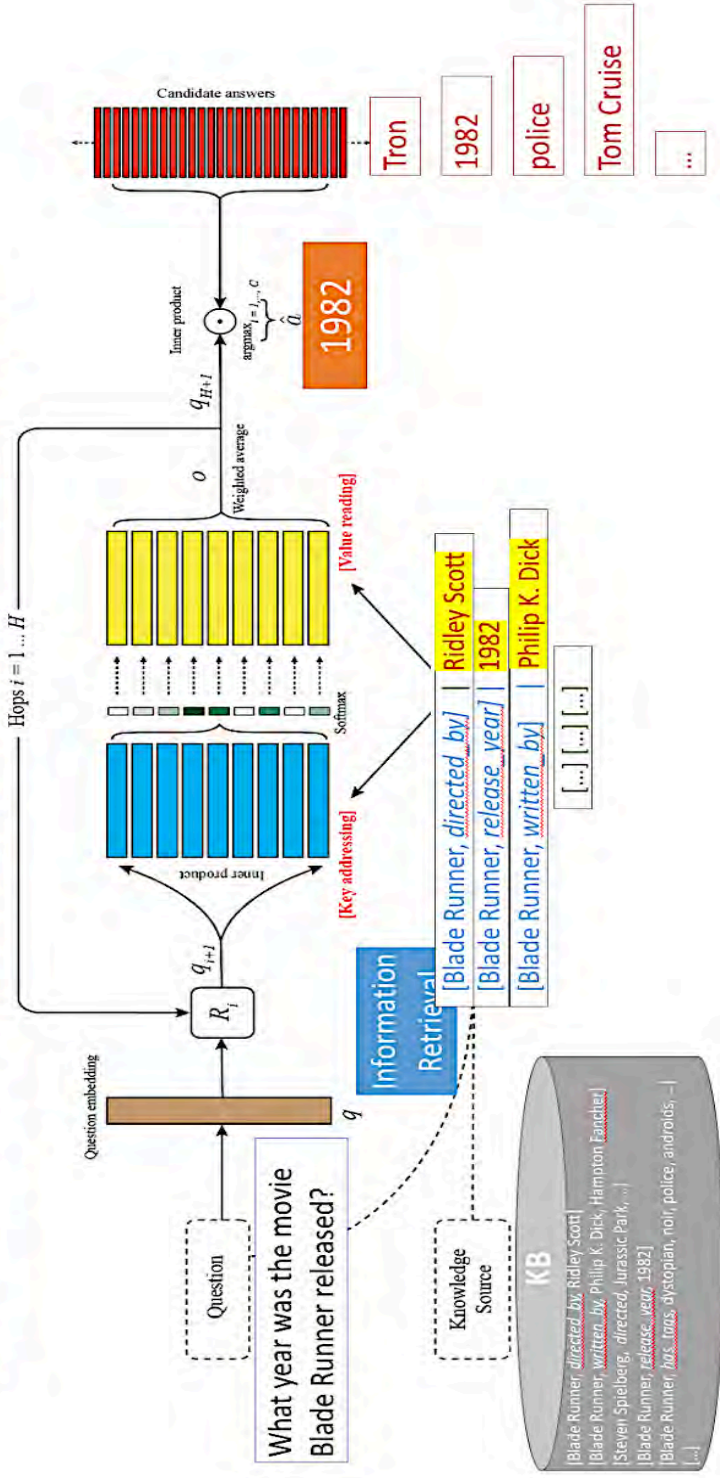 Hops i = 1 ... H
Question embedding
q
R_i
q_{i+1}
Inner product
[Key addressing]
Softmax
[Value reading]
o
Weighted average
q_{H+1}
Inner product
argmax_{i = 1,..., C}
â
1982
Candidate answers
Tron
1982
police
Tom Cruise
...
Question
What year was the movie
Blade Runner released?
Information
Retrieval
Knowledge
Source
[Blade Runner, directed_by] | Ridley Scott
[Blade Runner, release_year] | 1982
[Blade Runner, written_by] | Philip K. Dick
[...] [...] [...]
KB
[Blade Runner, directed_by, Ridley Scott]
[Blade Runner, written_by, Philip K. Dick, Hampton Fancher]
[Steven Spielberg, directed, Jurassic Park,...]
[Blade Runner, release_year, 1982]
[Blade Runner, has_tags, dystopian, noir, police, androids, ...]
[...]